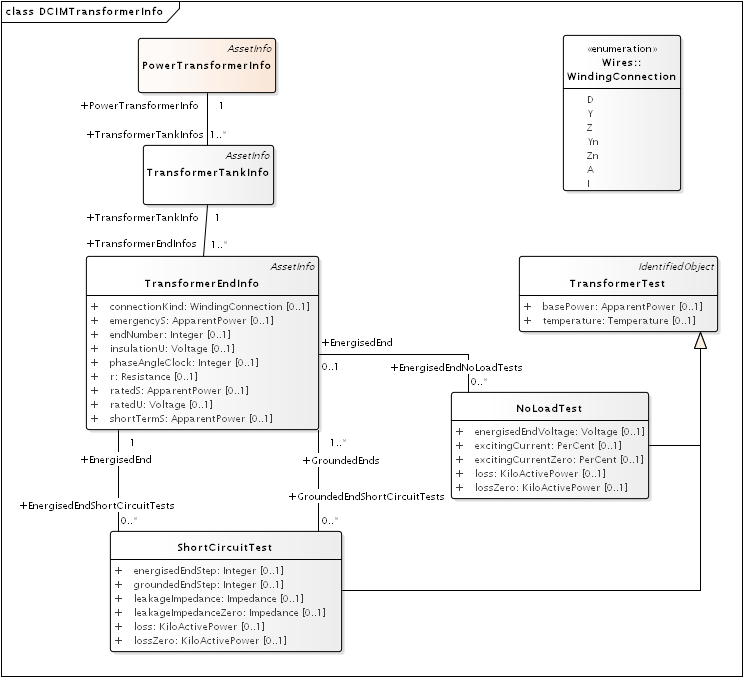 class DCIMTransformerInfo
AssetInfo
PowerTransformerInfo
«enumeration»
Wires::
WindingConnection
D
Y
Z
Yn
Zn
A
I
+PowerTransformerInfo 1
+TransformerTankInfos 1..*
AssetInfo
TransformerTankInfo
+TransformerTankInfo 1
+TransformerEndInfos 1..*
AssetInfo
TransformerEndInfo
+ connectionKind: WindingConnection [0..1]
+ emergencyS: ApparentPower [0..1]
+ endNumber: Integer [0..1]
+ insulationU: Voltage [0..1]
+ phaseAngleClock: Integer [0..1]
+ r: Resistance [0..1]
+ ratedS: ApparentPower [0..1]
+ ratedU: Voltage [0..1]
+ shortTermS: ApparentPower [0..1]
IdentifiedObject
TransformerTest
+ basePower: ApparentPower [0..1]
+ temperature: Temperature [0..1]
+EnergisedEnd
0..1
+EnergisedEndNoLoadTests
0..*
NoLoadTest
+ energisedEndVoltage: Voltage [0..1]
+ excitingCurrent: PerCent [0..1]
+ excitingCurrentZero: PerCent [0..1]
+ loss: KiloActivePower [0..1]
+ lossZero: KiloActivePower [0..1]
1
+EnergisedEnd
1..*
+GroundedEnds
+EnergisedEndShortCircuitTests
0..*
+GroundedEndShortCircuitTests
0..*
ShortCircuitTest
+ energisedEndStep: Integer [0..1]
+ groundedEndStep: Integer [0..1]
+ leakageImpedance: Impedance [0..1]
+ leakageImpedanceZero: Impedance [0..1]
+ loss: KiloActivePower [0..1]
+ lossZero: KiloActivePower [0..1]